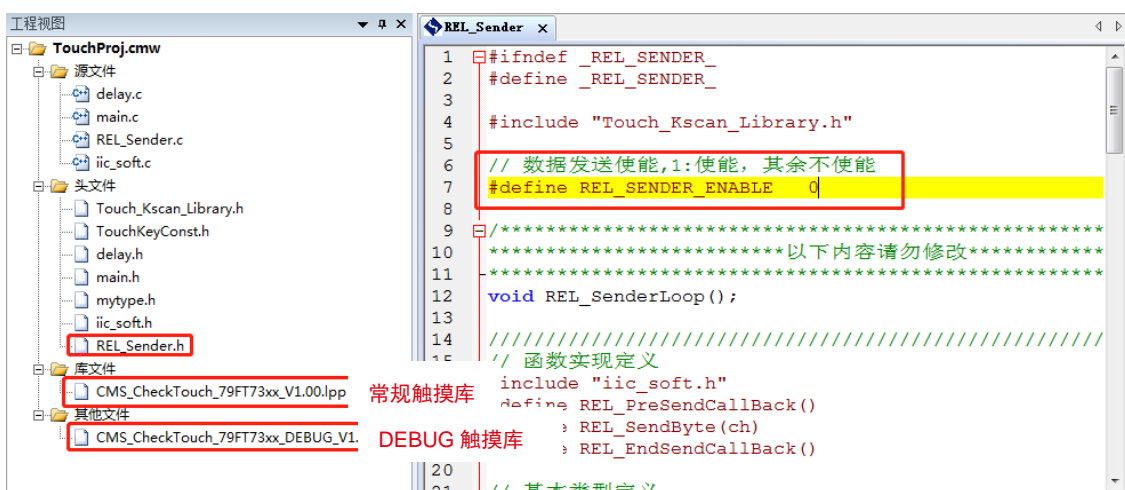 工程视图
TouchProj.cmw
源文件
delay.c
main.c
REL_Sender.c
iic_soft.c
头文件
Touch_Kscan_Library.h
TouchKeyConst.h
delay.h
main.h
mytype.h
iic_soft.h
REL_Sender.h
库文件
CMS_CheckTouch_79FT73xx_V1.00.lpp
常规触摸库
其他文件
CMS_CheckTouch_79FT73xx_DEBUG_V1.
DEBUG 触摸库
REL_Sender
1 #ifndef _REL_SENDER_
2 #define _REL_SENDER_
3
4 #include "Touch_Kscan_Library.h"
5
6 // 数据发送使能,1:使能，其余不使能
7 #define REL_SENDER_ENABLE 0
8
9 /****************************************************
10 **************************以下内容请勿修改************
11 *****************************************************
12 void REL_SenderLoop();
13
14 /////////////////////////////////////////////////////
// 函数实现定义
include "iic_soft.h"
define REL_PreSendCallBack()
REL_SendByte(ch)
REL_EndSendCallBack()
20
21 // 基本类型定义